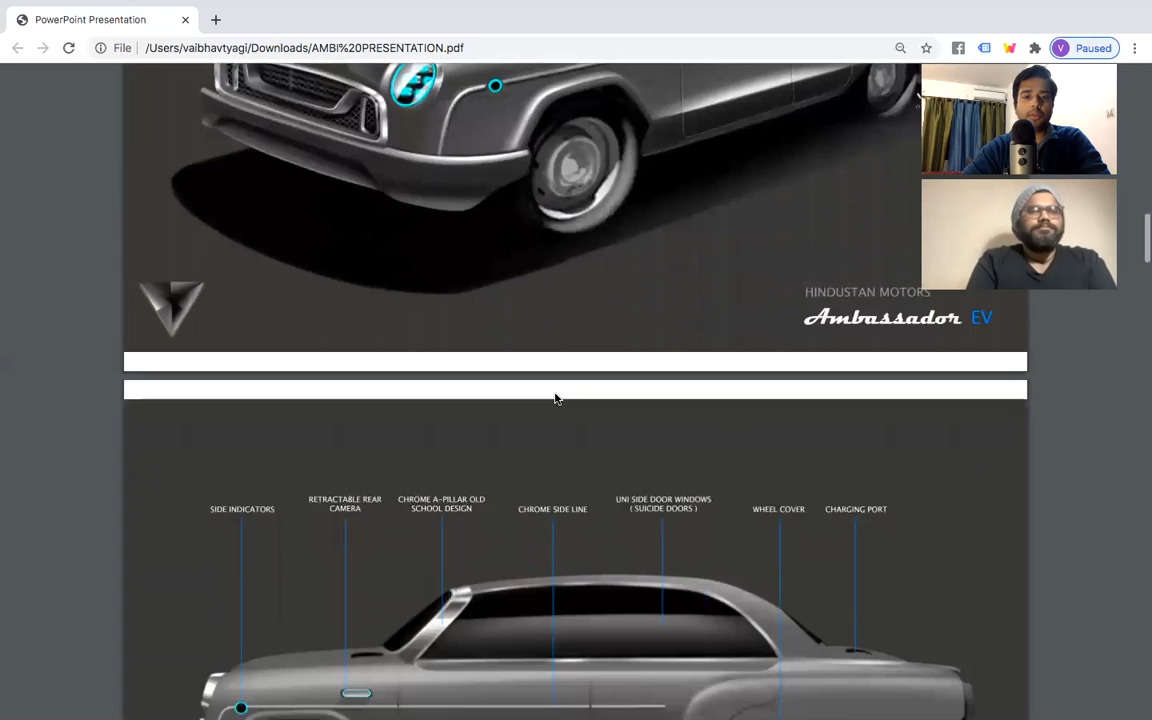 PowerPoint Presentation
File
/Users/vaibhavtyagi/Downloads/AMBI%20PRESENTATION.pdf
V
Paused
HINDUSTAN MOTORS
Ambassador EV
SIDE INDICATORS
RETRACTABLE REAR
CAMERA
CHROME A-PILLAR OLD
SCHOOL DESIGN
CHROME SIDE LINE
UNI SIDE DOOR WINDOWS
( SUICIDE DOORS )
WHEEL COVER
CHARGING PORT